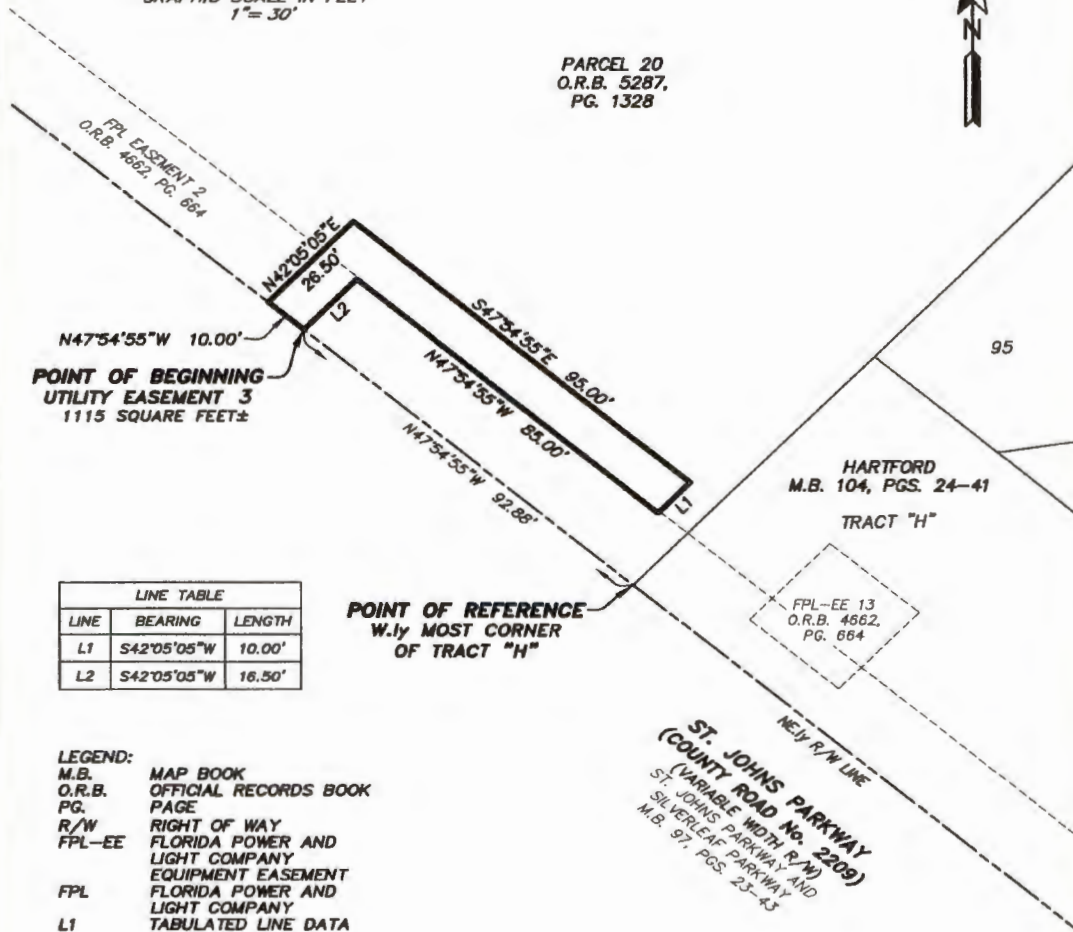 1"= 30'
N
PARCEL 20
O.R.B. 5287,
PG. 1328
FPL EASEMENT 2
O.R.B. 4662, PG. 664
N42°05'05"E
26.50'
L2
S47°54'55"E 95.00'
N47°54'55"W 10.00'
POINT OF BEGINNING
UTILITY EASEMENT 3
1115 SQUARE FEET±
N47°54'55"W 85.00'
N47°54'55"W 92.88'
L1
95
HARTFORD
M.B. 104, PGS. 24-41
TRACT "H"
FPL-EE 13
O.R.B. 4662,
PG. 664
POINT OF REFERENCE
W.ly MOST CORNER
OF TRACT "H"
LINE TABLE
LINE BEARING LENGTH
L1 S42°05'05"W 10.00'
L2 S42°05'05"W 16.50'
NE.ly R/W LINE
ST. JOHNS PARKWAY
(COUNTY ROAD No. 2209)
(VARIABLE WIDTH R/W)
ST. JOHNS PARKWAY AND
SILVERLEAF PARKWAY
M.B. 97, PGS. 23-43
LEGEND:
M.B. MAP BOOK
O.R.B. OFFICIAL RECORDS BOOK
PG. PAGE
R/W RIGHT OF WAY
FPL-EE FLORIDA POWER AND
LIGHT COMPANY
EQUIPMENT EASEMENT
FPL FLORIDA POWER AND
LIGHT COMPANY
L1 TABULATED LINE DATA